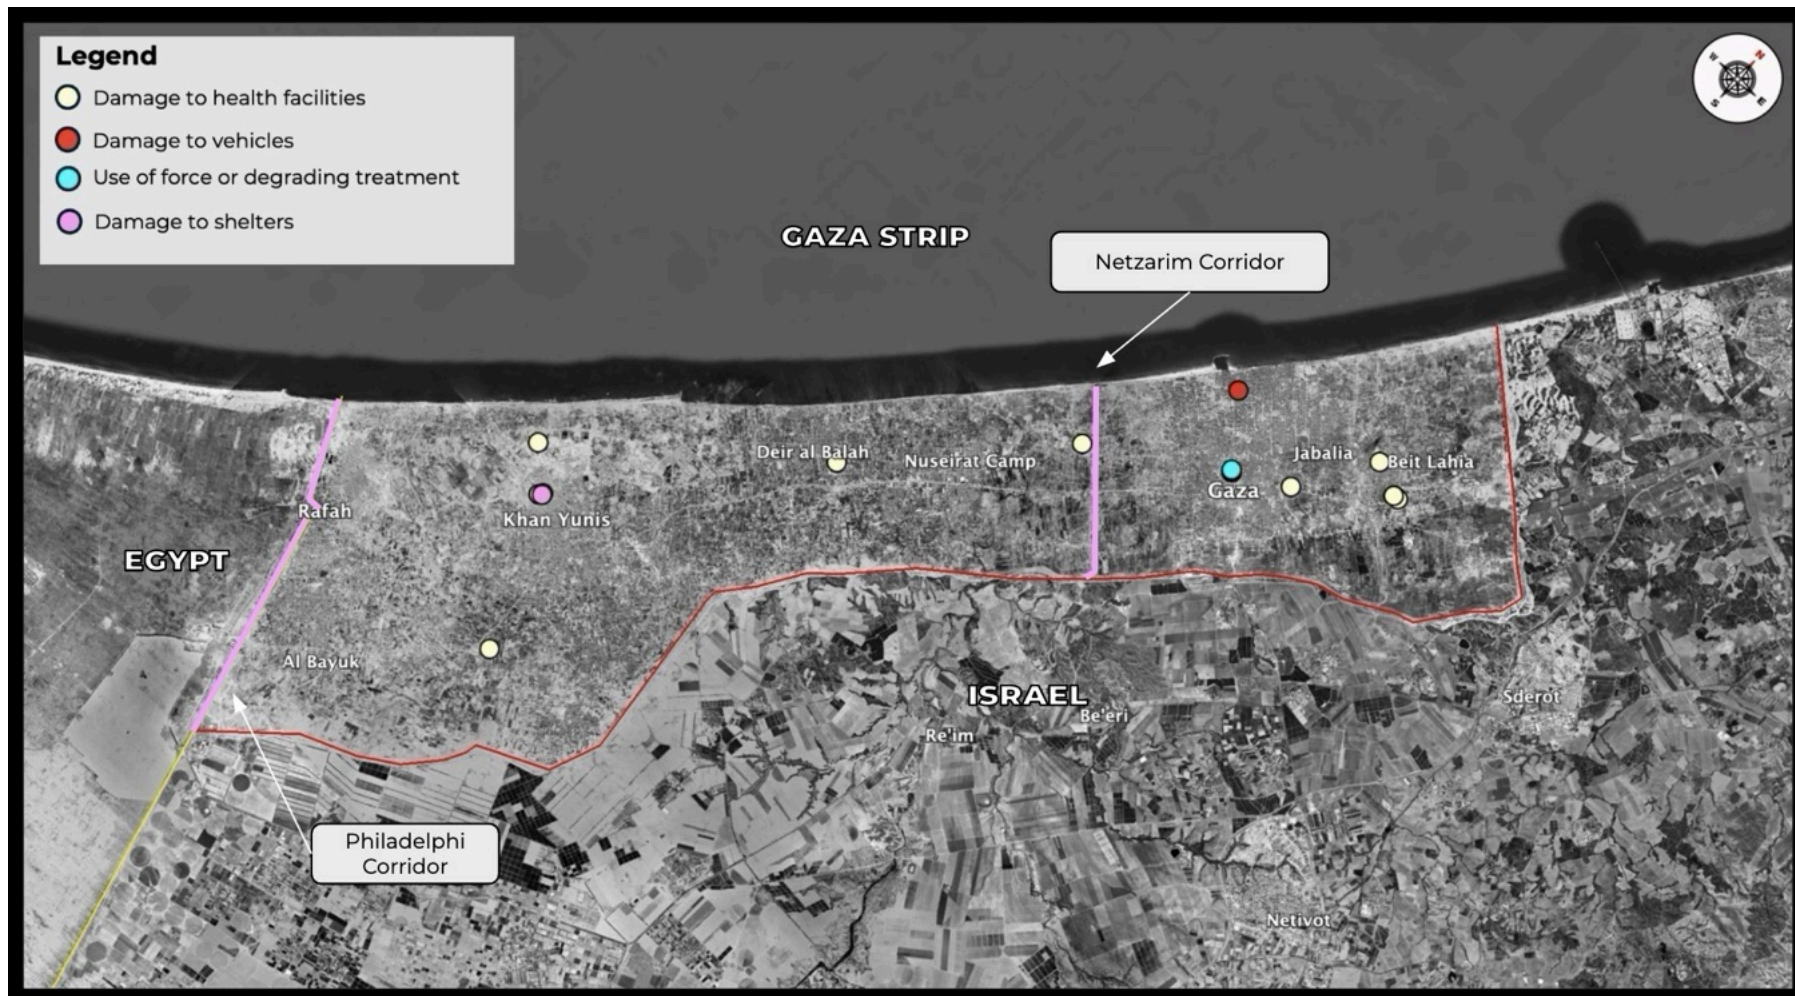 Legend
Damage to health facilities
Damage to vehicles
Use of force or degrading treatment
Damage to shelters
N
W
S
E
GAZA STRIP
Netzarim Corridor
Deir al Balah
Nuseirat Camp
Jabalia
Beit Lahia
Gaza
Rafah
Khan Yunis
EGYPT
Al Bayuk
ISRAEL
Be'eri
Re'im
Sderot
Philadelphi
Corridor
Netivot